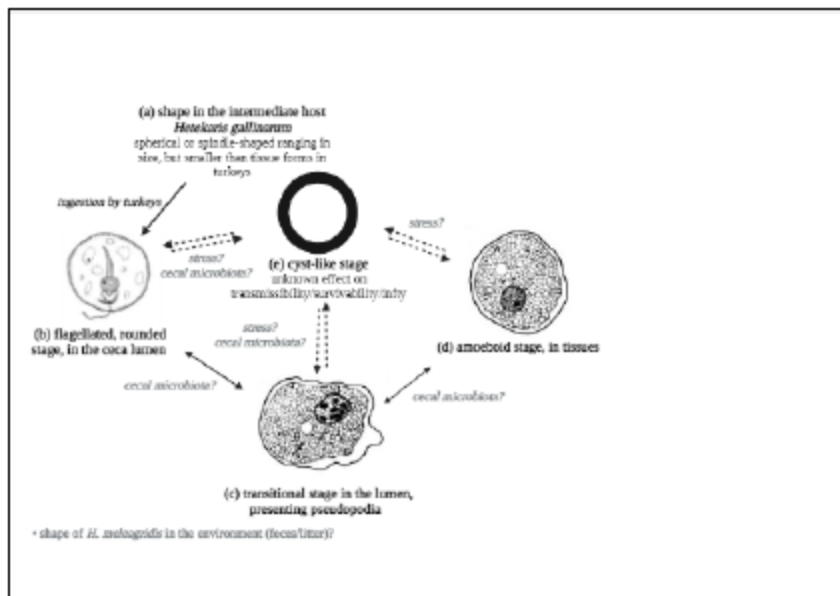 (a) shape in the intermediate host
Heterakis gallinarum
spherical or spindle-shaped ranging in
size, but smaller than tissue forms in
turkeys
ingestion by turkeys
stress?
stress?
cecal microbiota?
(e) cyst-like stage
unknown effect on
transmissibility/survivability/
stress?
cecal microbiota?
(b) flagellated, rounded
stage, in the ceca lumen
(d) amoeboid stage, in tissues
cecal microbiota?
cecal microbiota?
(c) transitional stage in the lumen,
presenting pseudopodia
* shape of H. meleagridis in the environment (feces/litter)?